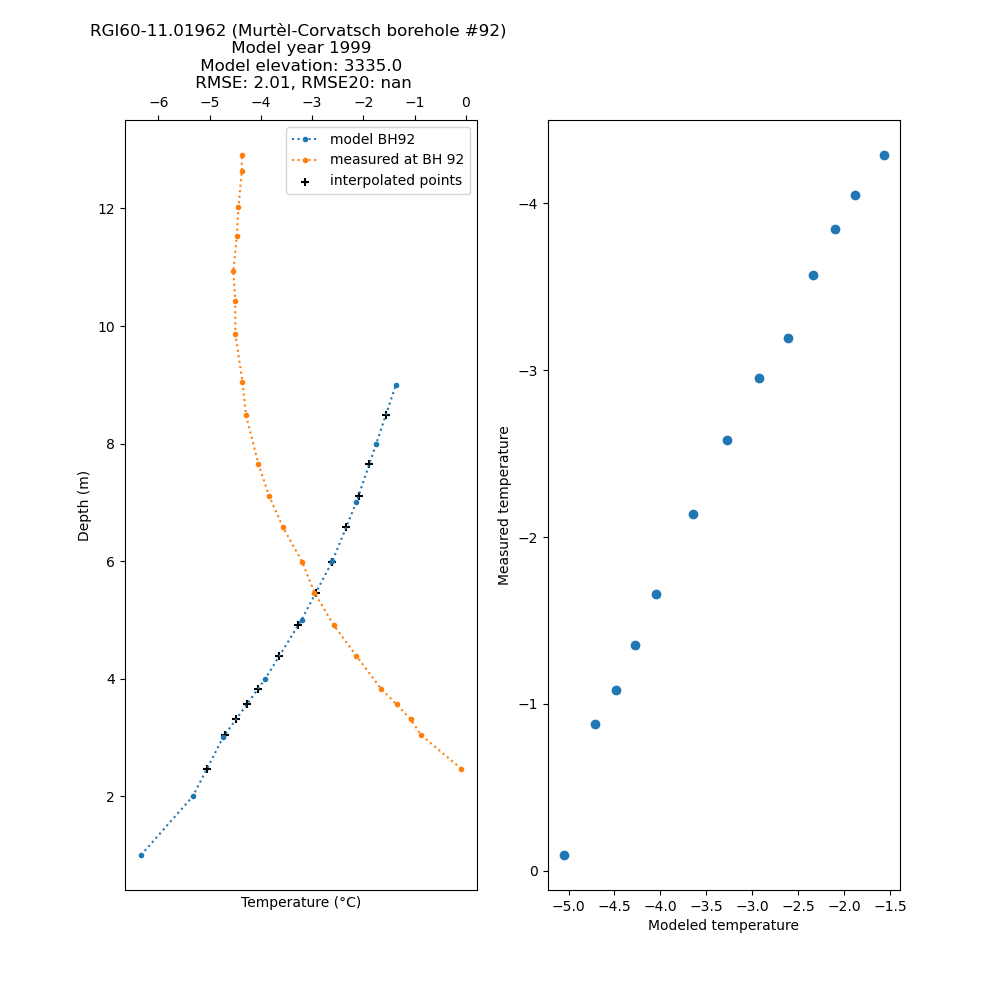 RGI60-11.01962 (Murtèl-Corvatsch borehole #92)
Model year 1999
Model elevation: 3335.0
RMSE: 2.01, RMSE20: nan
−6 −5 −4 −3 −2 −1 0
model BH92
measured at BH 92
interpolated points
12
10
8
6
4
2
Depth (m)
Temperature (°C)
−4
−3
−2
−1
0
Measured temperature
−5.0 −4.5 −4.0 −3.5 −3.0 −2.5 −2.0 −1.5
Modeled temperature